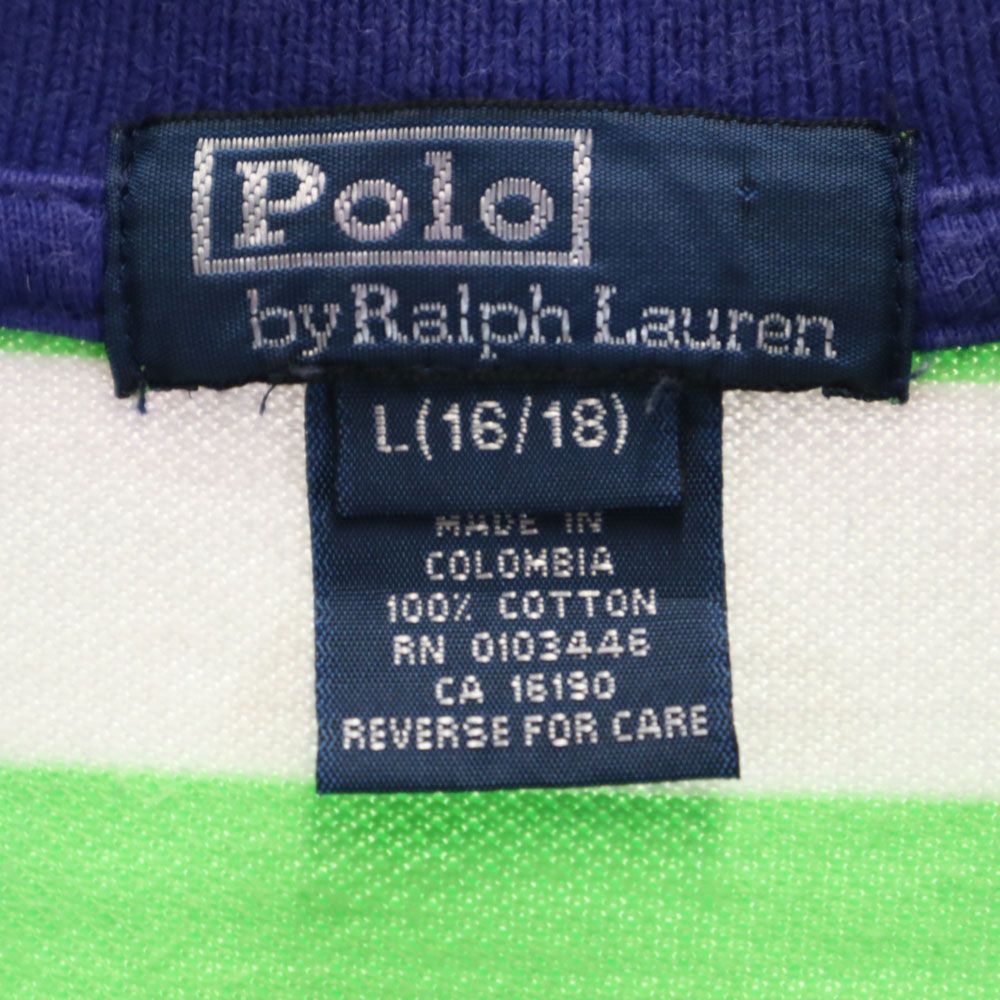 Polo
by Ralph Lauren
L(16/18)
MADE IN
COLOMBIA
100% COTTON
RN 0103446
CA 16190
REVERSE FOR CARE